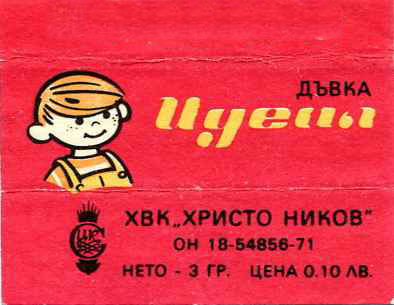 ДЪВКА
Идеал
ХВК „ХРИСТО НИКОВ"
ОН 18-54856-71
НЕТО - 3 ГР. ЦЕНА 0.10 ЛВ.